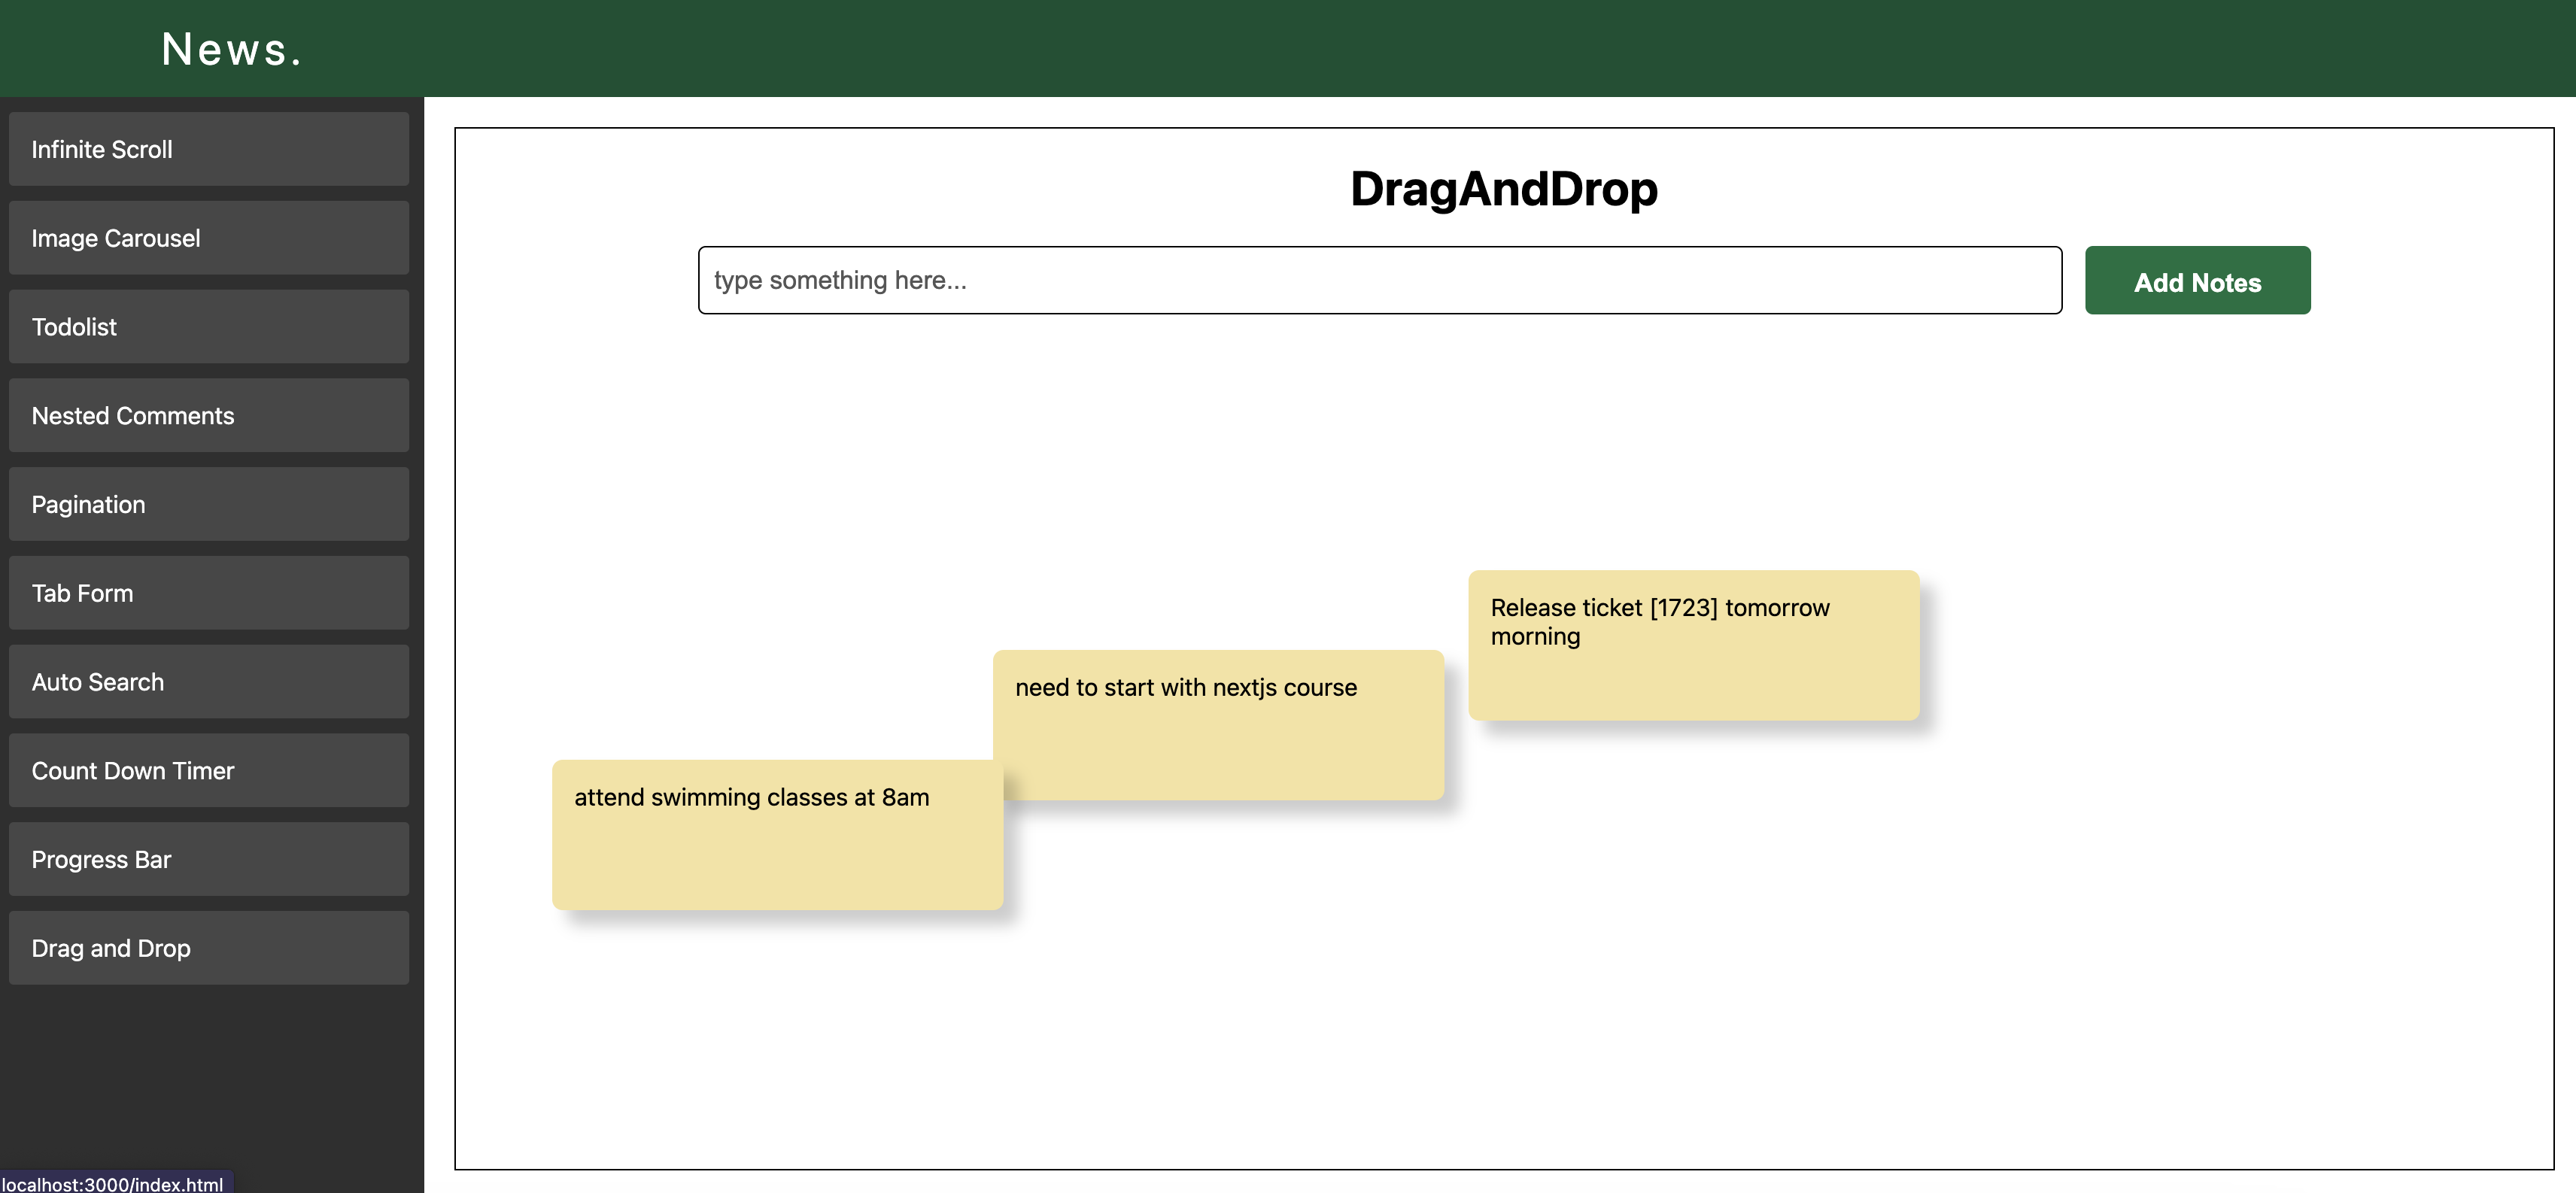 News.
Infinite Scroll
Image Carousel
Todolist
Nested Comments
Pagination
Tab Form
Auto Search
Count Down Timer
Progress Bar
Drag and Drop
DragAndDrop
type something here...
Add Notes
Release ticket [1723] tomorrow
morning
need to start with nextjs course
attend swimming classes at 8am
localhost:3000/index.html